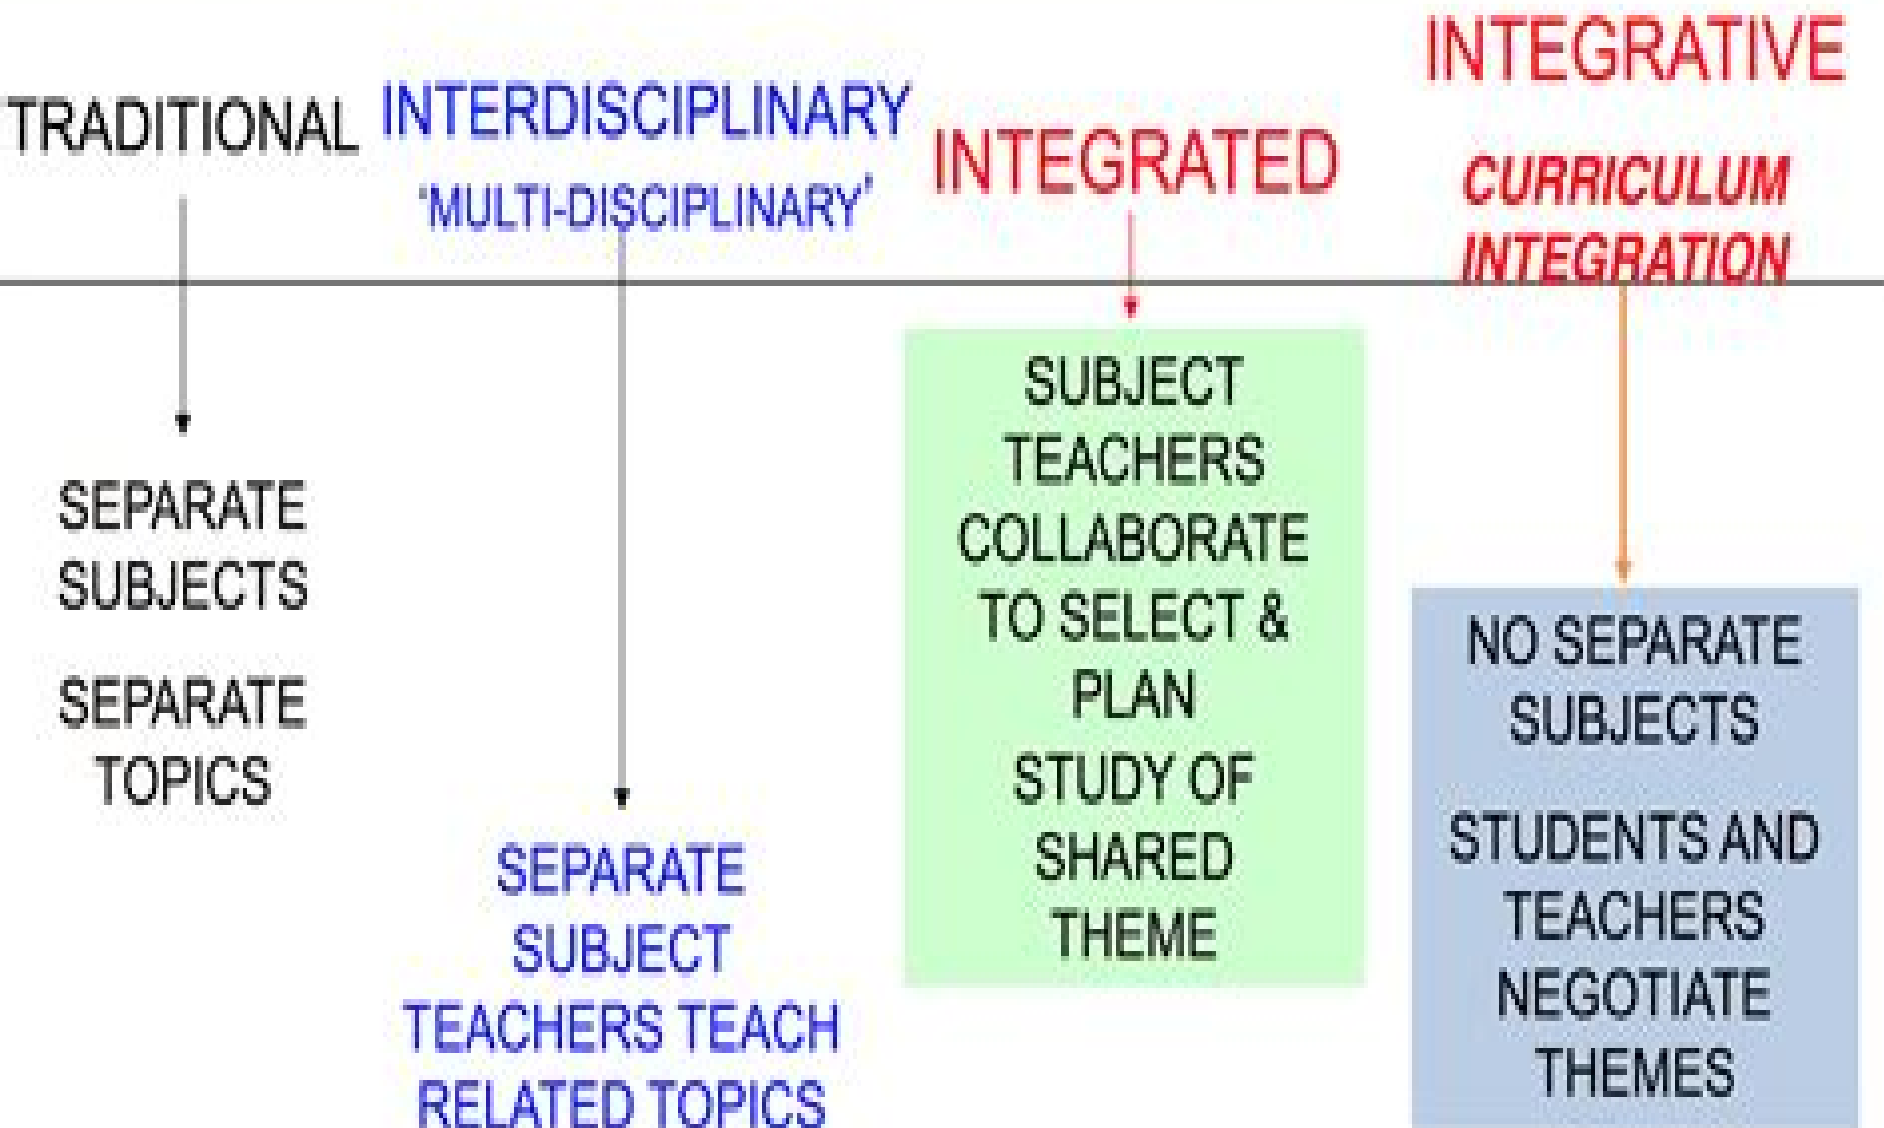 TRADITIONAL
INTERDISCIPLINARY
'MULTI-DISCIPLINARY'
INTEGRATED
INTEGRATIVE
CURRICULUM
INTEGRATION
SEPARATE
SUBJECTS
SEPARATE
TOPICS
SEPARATE
SUBJECT
TEACHERS TEACH
RELATED TOPICS
SUBJECT
TEACHERS
COLLABORATE
TO SELECT &
PLAN
STUDY OF
SHARED
THEME
NO SEPARATE
SUBJECTS
STUDENTS AND
TEACHERS
NEGOTIATE
THEMES